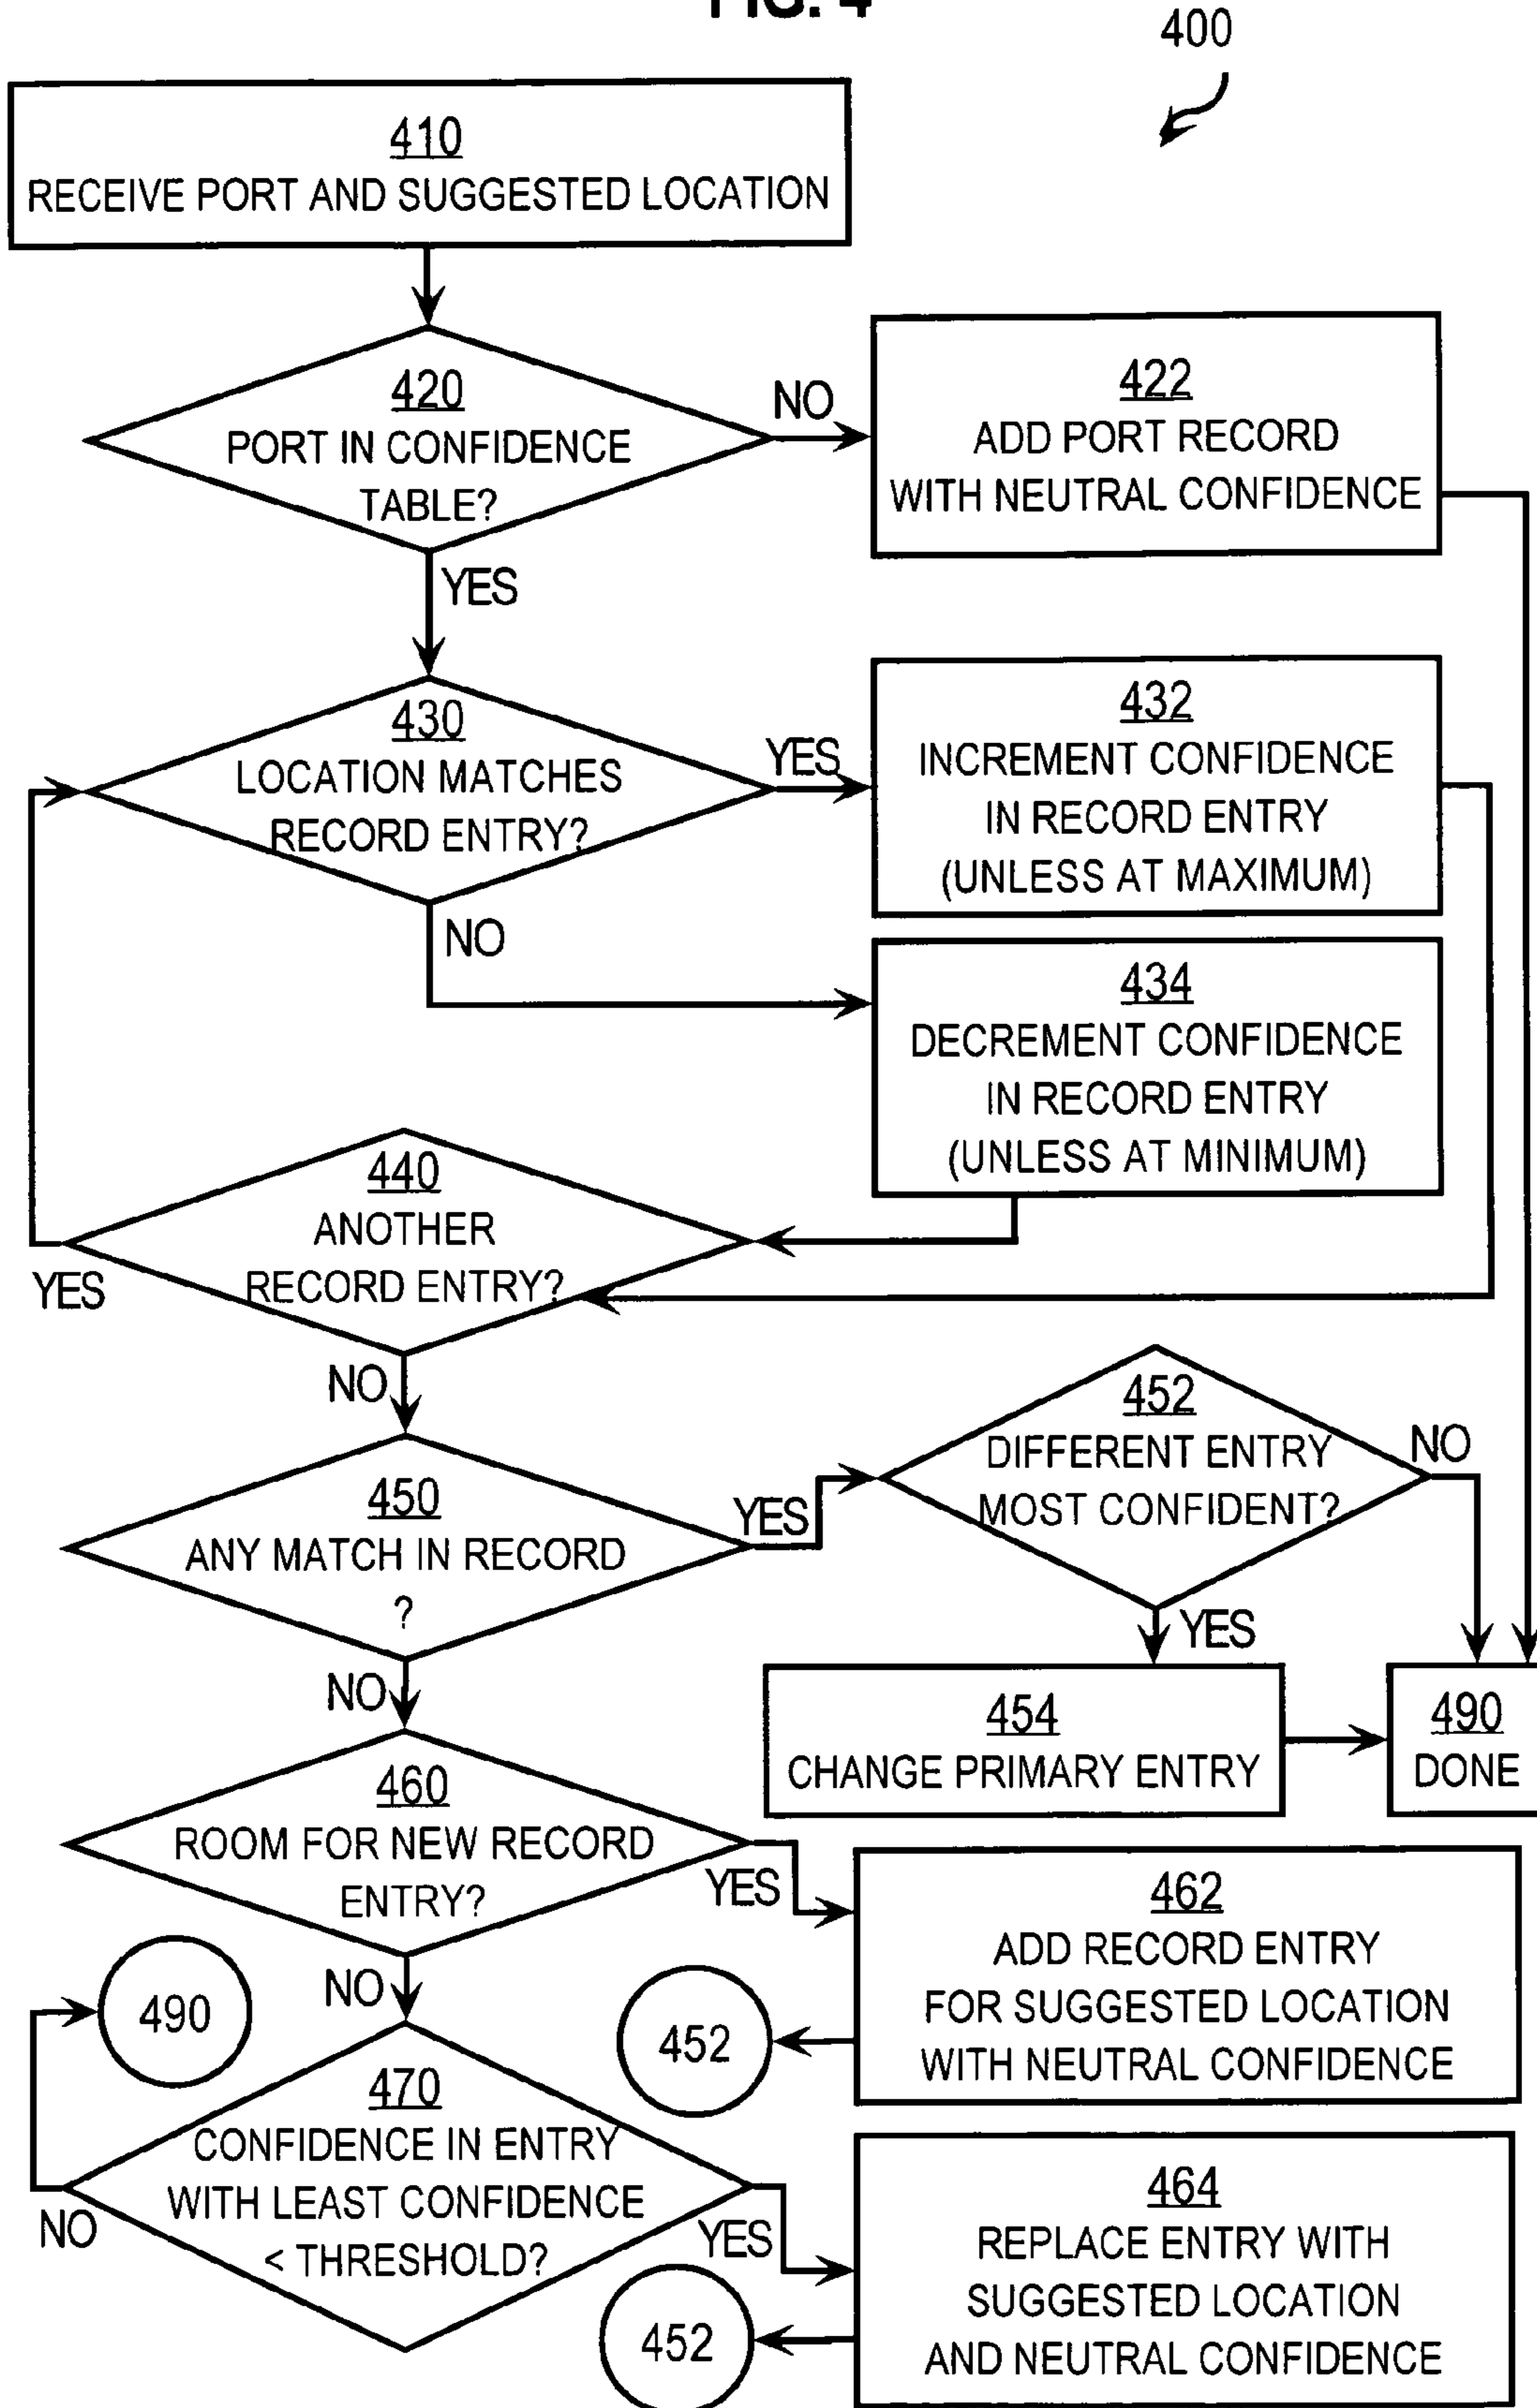 FIG. 4
400
410
RECEIVE PORT AND SUGGESTED LOCATION
420
PORT IN CONFIDENCE
TABLE?
NO
422
ADD PORT RECORD
WITH NEUTRAL CONFIDENCE
YES
430
LOCATION MATCHES
RECORD ENTRY?
YES
432
INCREMENT CONFIDENCE
IN RECORD ENTRY
(UNLESS AT MAXIMUM)
NO
434
DECREMENT CONFIDENCE
IN RECORD ENTRY
(UNLESS AT MINIMUM)
440
ANOTHER
RECORD ENTRY?
YES
NO
450
ANY MATCH IN RECORD
?
YES
452
DIFFERENT ENTRY
MOST CONFIDENT?
NO
YES
454
CHANGE PRIMARY ENTRY
490
DONE
NO
460
ROOM FOR NEW RECORD
ENTRY?
YES
462
ADD RECORD ENTRY
FOR SUGGESTED LOCATION
WITH NEUTRAL CONFIDENCE
452
NO
490
470
CONFIDENCE IN ENTRY
WITH LEAST CONFIDENCE
< THRESHOLD?
NO
YES
464
REPLACE ENTRY WITH
SUGGESTED LOCATION
AND NEUTRAL CONFIDENCE
452